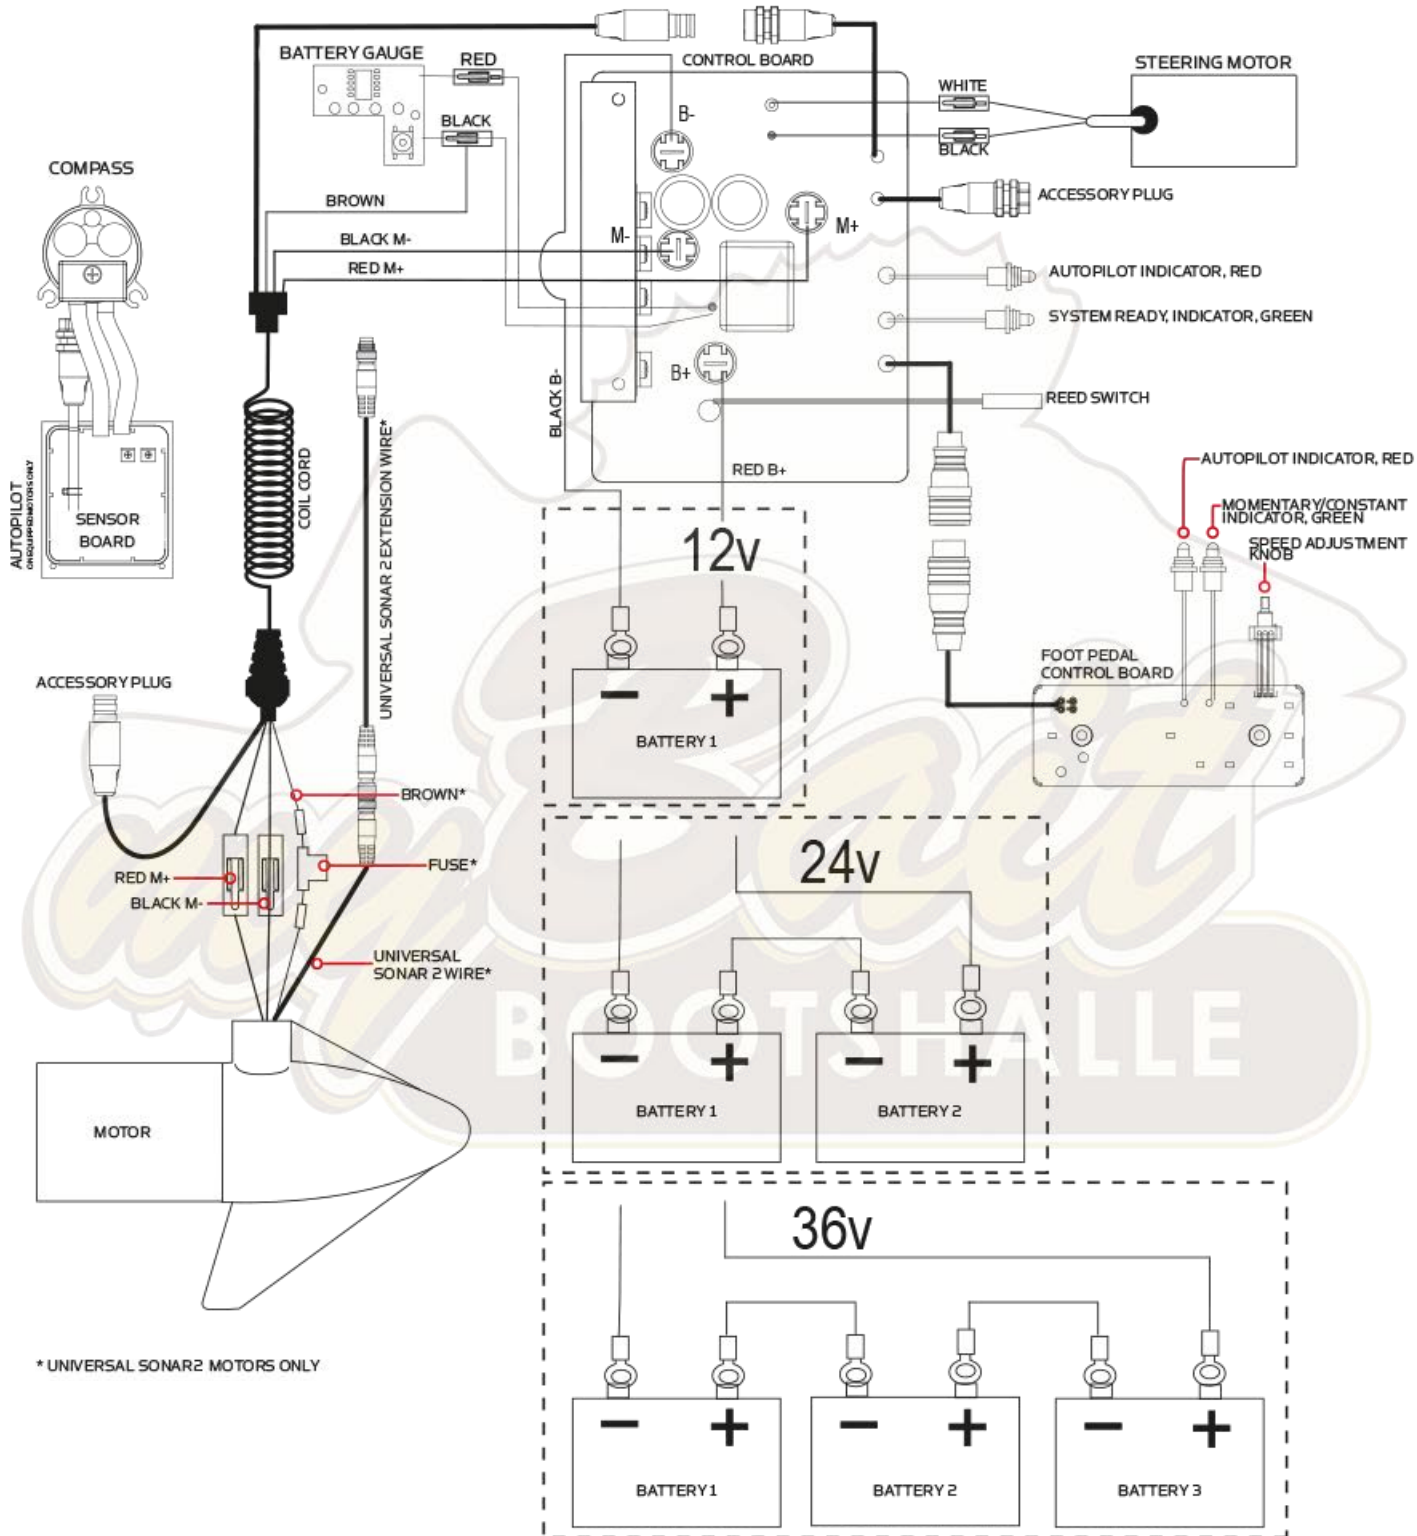 BATTERY GAUGE
RED
BLACK
CONTROL BOARD
STEERING MOTOR
WHITE
BLACK
B-
COMPASS
BROWN
BLACK M-
RED M+
M-
M+
ACCESSORY PLUG
AUTOPILOT INDICATOR, RED
SYSTEM READY, INDICATOR, GREEN
B+
REED SWITCH
BLACK B-
RED B+
AUTOPILOT
ON EQUIPPED MOTORS ONLY
SENSOR
BOARD
COIL CORD
UNIVERSAL SONAR 2 EXTENSION WIRE*
AUTOPILOT INDICATOR, RED
MOMENTARY/CONSTANT
INDICATOR, GREEN
SPEED ADJUSTMENT
KNOB
12v
FOOT PEDAL
CONTROL BOARD
ACCESSORY PLUG
BATTERY 1
BROWN*
FUSE*
RED M+
BLACK M-
UNIVERSAL
SONAR 2 WIRE*
24v
BATTERY 1
BATTERY 2
MOTOR
36v
BATTERY 1
BATTERY 2
BATTERY 3
* UNIVERSAL SONAR2 MOTORS ONLY
BOOTSHALLE